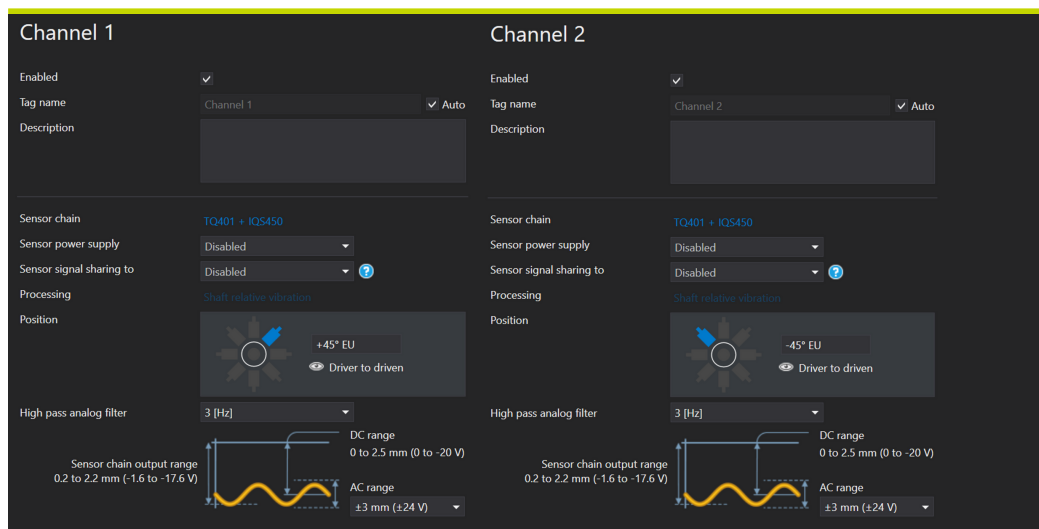 Channel 1
Enabled
Tag name
Channel 1
Auto
Description
Sensor chain
TQ401 + IQS450
Sensor power supply
Disabled
Sensor signal sharing to
Disabled
?
Processing
Shaft relative vibration
Position
+45° EU
Driver to driven
High pass analog filter
3 [Hz]
DC range
0 to 2.5 mm (0 to -20 V)
Sensor chain output range
0.2 to 2.2 mm (-1.6 to -17.6 V)
AC range
±3 mm (±24 V)
Channel 2
Enabled
Tag name
Channel 2
Auto
Description
Sensor chain
TQ401 + IQS450
Sensor power supply
Disabled
Sensor signal sharing to
Disabled
?
Processing
Shaft relative vibration
Position
-45° EU
Driver to driven
High pass analog filter
3 [Hz]
DC range
0 to 2.5 mm (0 to -20 V)
Sensor chain output range
0.2 to 2.2 mm (-1.6 to -17.6 V)
AC range
±3 mm (±24 V)